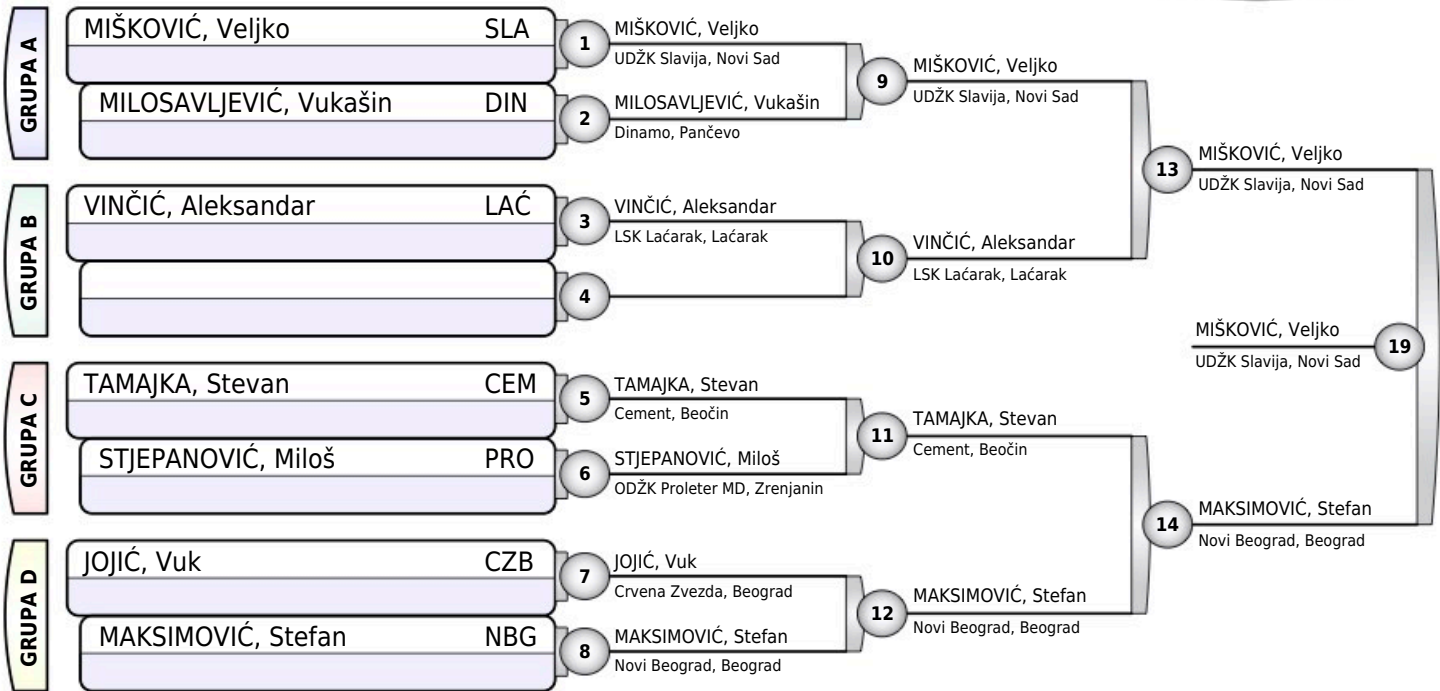 GRUPA A
MIŠKOVIĆ, Veljko SLA
MILOSAVLJEVIĆ, Vukašin DIN
1
MIŠKOVIĆ, Veljko
UDŽK Slavija, Novi Sad
2
MILOSAVLJEVIĆ, Vukašin
Dinamo, Pančevo
9
MIŠKOVIĆ, Veljko
UDŽK Slavija, Novi Sad
GRUPA B
VINČIĆ, Aleksandar LAĆ
3
VINČIĆ, Aleksandar
LSK Laćarak, Laćarak
4
10
VINČIĆ, Aleksandar
LSK Laćarak, Laćarak
13
MIŠKOVIĆ, Veljko
UDŽK Slavija, Novi Sad
GRUPA C
TAMAJKA, Stevan CEM
STJEPANOVIĆ, Miloš PRO
5
TAMAJKA, Stevan
Cement, Beočin
6
STJEPANOVIĆ, Miloš
ODŽK Proleter MD, Zrenjanin
11
TAMAJKA, Stevan
Cement, Beočin
GRUPA D
JOJIĆ, Vuk CZB
MAKSIMOVIĆ, Stefan NBG
7
JOJIĆ, Vuk
Crvena Zvezda, Beograd
8
MAKSIMOVIĆ, Stefan
Novi Beograd, Beograd
12
MAKSIMOVIĆ, Stefan
Novi Beograd, Beograd
14
MAKSIMOVIĆ, Stefan
Novi Beograd, Beograd
MIŠKOVIĆ, Veljko
UDŽK Slavija, Novi Sad
19